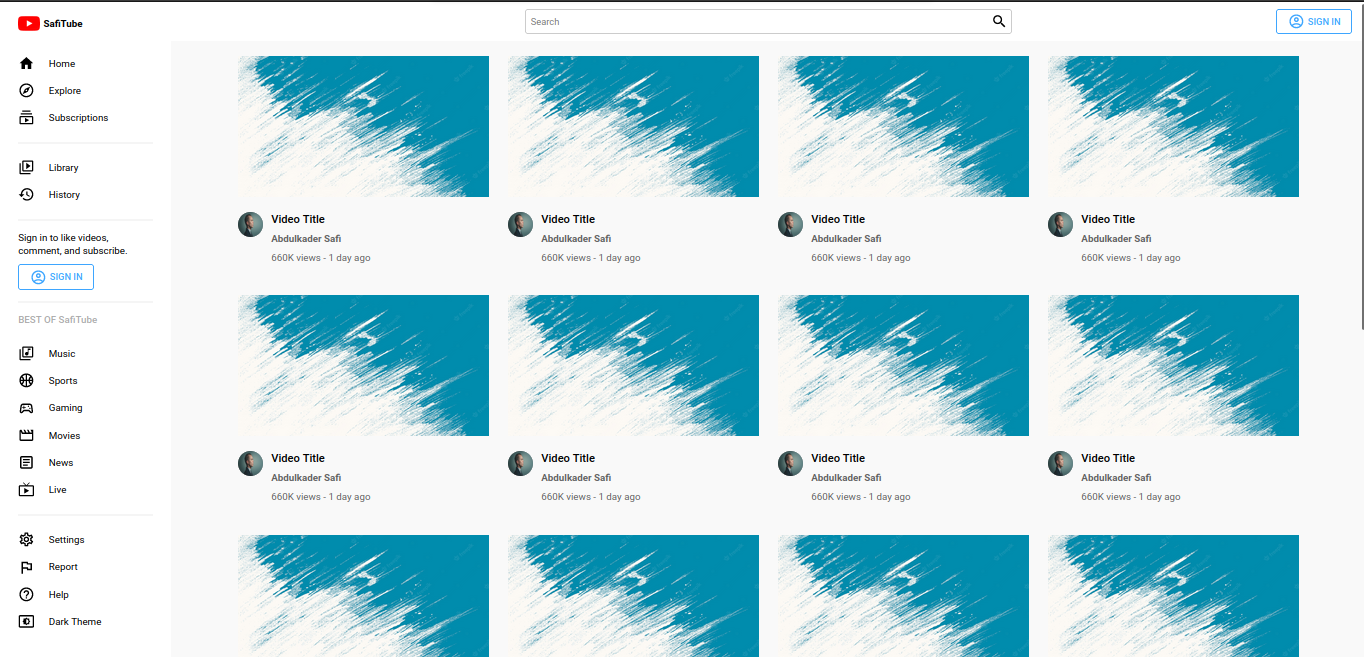 SafiTube
Search
SIGN IN
Home
Explore
Subscriptions
Library
History
Sign in to like videos,
comment, and subscribe.
SIGN IN
BEST OF SafiTube
Music
Sports
Gaming
Movies
News
Live
Settings
Report
Help
Dark Theme
Video Title
Abdulkader Safi
660K views - 1 day ago
Video Title
Abdulkader Safi
660K views - 1 day ago
Video Title
Abdulkader Safi
660K views - 1 day ago
Video Title
Abdulkader Safi
660K views - 1 day ago
Video Title
Abdulkader Safi
660K views - 1 day ago
Video Title
Abdulkader Safi
660K views - 1 day ago
Video Title
Abdulkader Safi
660K views - 1 day ago
Video Title
Abdulkader Safi
660K views - 1 day ago